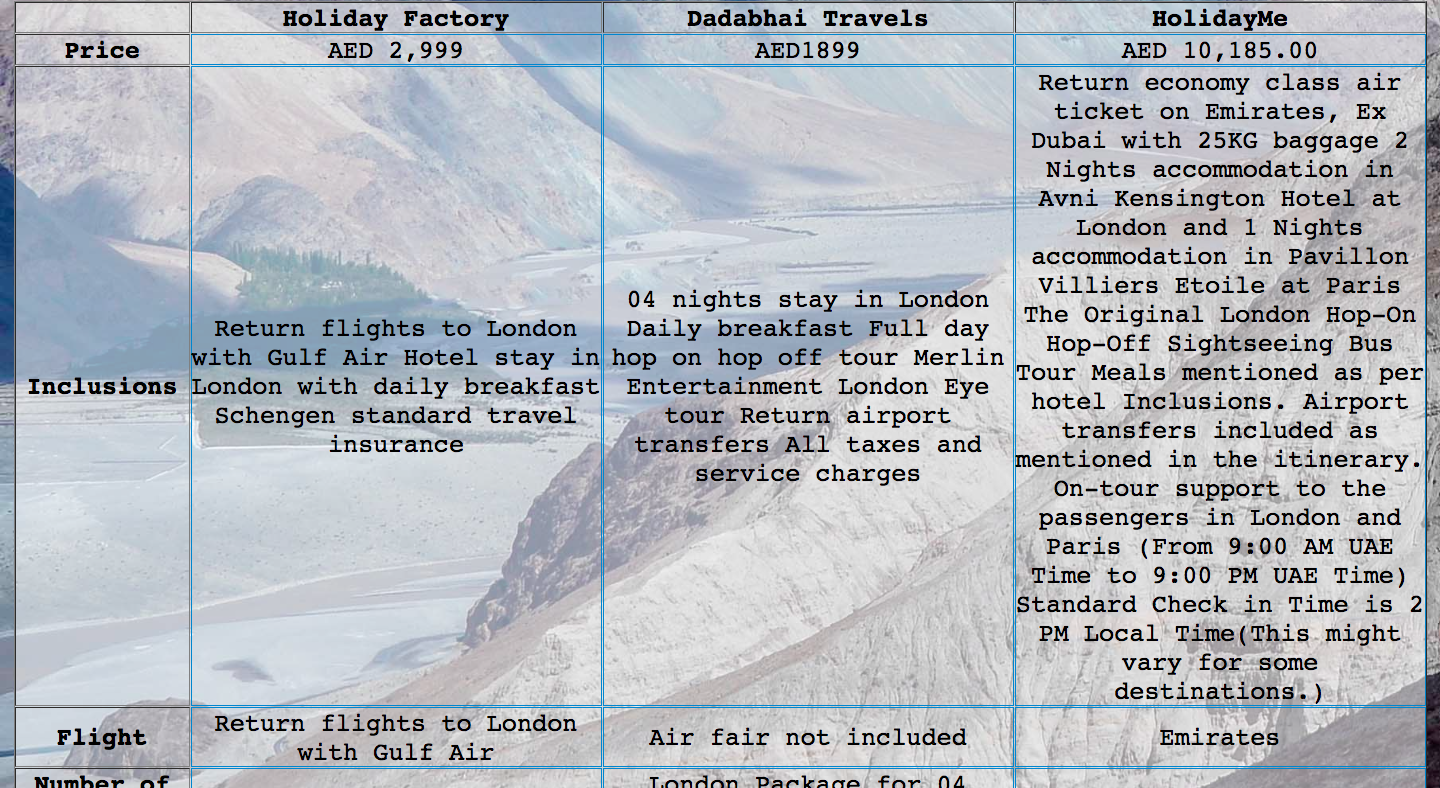 Holiday Factory Dadabhai Travels HolidayMe
Price AED 2,999 AED1899 AED 10,185.00
Inclusions
Return flights to London
with Gulf Air Hotel stay in
London with daily breakfast
Schengen standard travel
insurance
04 nights stay in London
Daily breakfast Full day
hop on hop off tour Merlin
Entertainment London Eye
tour Return airport
transfers All taxes and
service charges
Return economy class air
ticket on Emirates, Ex
Dubai with 25KG baggage 2
Nights accommodation in
Avni Kensington Hotel at
London and 1 Nights
accommodation in Pavillon
Villiers Etoile at Paris
The Original London Hop-On
Hop-Off Sightseeing Bus
Tour Meals mentioned as per
hotel Inclusions. Airport
transfers included as
mentioned in the itinerary.
On-tour support to the
passengers in London and
Paris (From 9:00 AM UAE
Time to 9:00 PM UAE Time)
Standard Check in Time is 2
PM Local Time(This might
vary for some
destinations.)
Flight
Return flights to London
with Gulf Air
Air fair not included
Emirates
Number of
London Package for 04